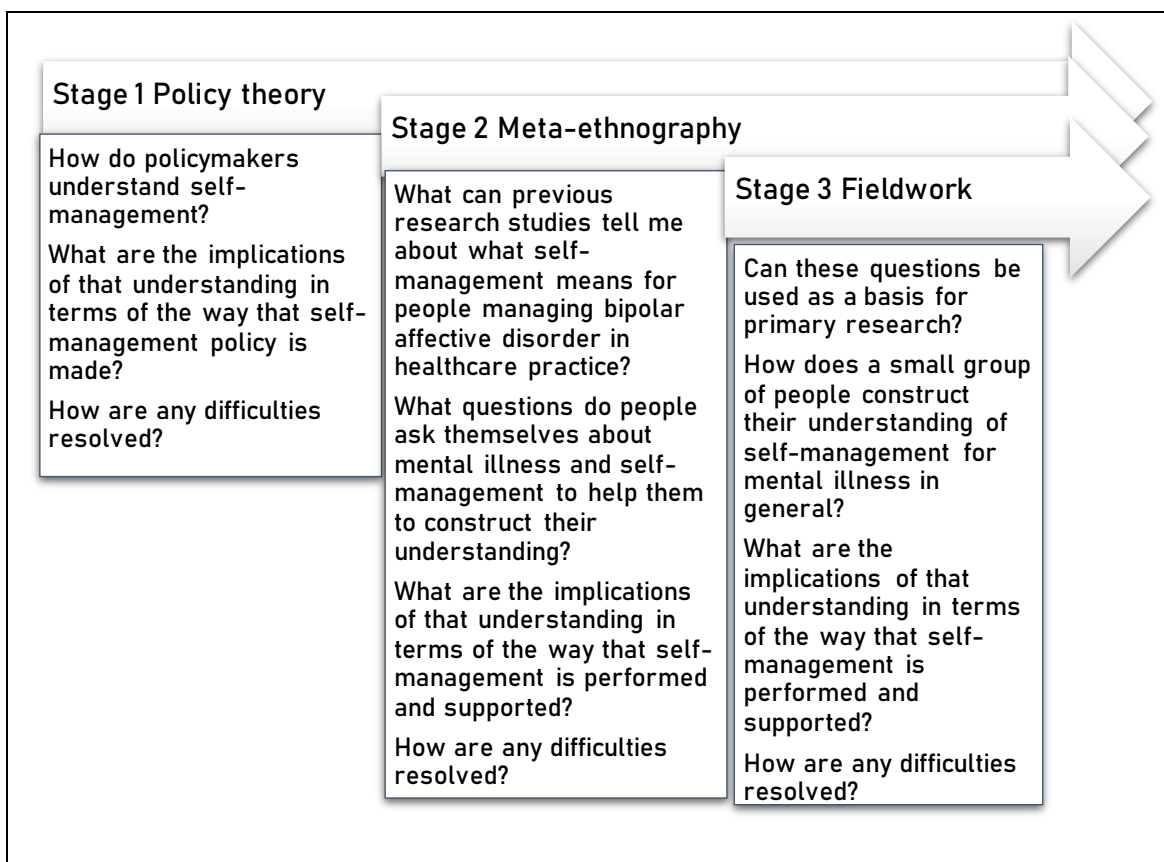 Stage 1 Policy theory
How do policymakers
understand self-
management?
What are the implications
of that understanding in
terms of the way that self-
management policy is
made?
How are any difficulties
resolved?
Stage 2 Meta-ethnography
What can previous
research studies tell me
about what self-
management means for
people managing bipolar
affective disorder in
healthcare practice?
What questions do people
ask themselves about
mental illness and self-
management to help them
to construct their
understanding?
What are the implications
of that understanding in
terms of the way that self-
management is performed
and supported?
How are any difficulties
resolved?
Stage 3 Fieldwork
Can these questions be
used as a basis for
primary research?
How does a small group
of people construct
their understanding of
self-management for
mental illness in
general?
What are the
implications of that
understanding in terms
of the way that self-
management is
performed and
supported?
How are any difficulties
resolved?